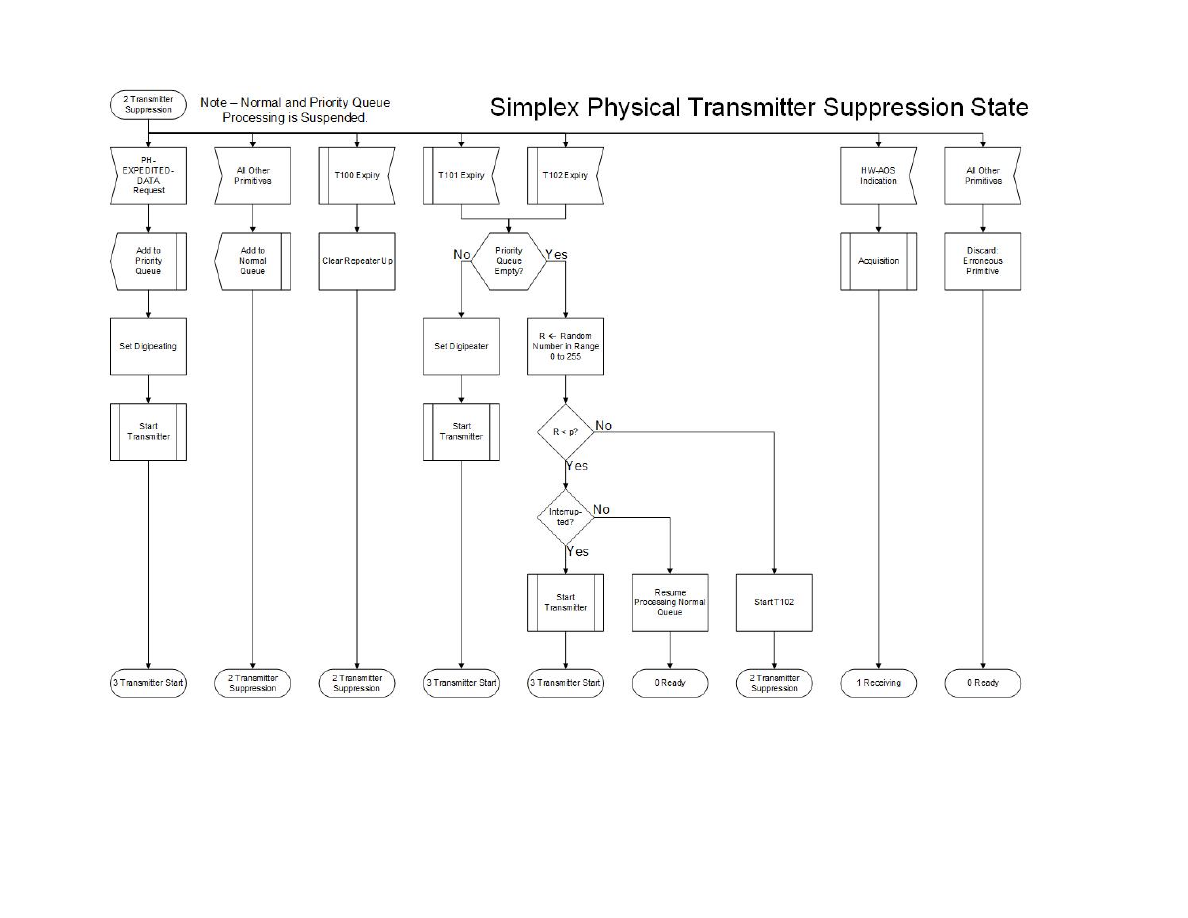 2 Transmitter
Suppression
Note – Normal and Priority Queue
Processing is Suspended.
Simplex Physical Transmitter Suppression State
PH-
EXPEDITED-
DATA
Request
All Other
Primitives
T100 Expiry
T101 Expiry
T102 Expiry
HW-AOS
Indication
All Other
Primitives
Add to
Priority
Queue
Add to
Normal
Queue
Clear Repeater Up
No
Priority
Queue
Empty?
Yes
Acquisition
Discard:
Erroneous
Primitive
Set Digipeating
Set Digipeater
R ← Random
Number in Range
0 to 255
Start
Transmitter
Start
Transmitter
R < p?
No
Yes
Interrup-
ted?
No
Yes
Start
Transmitter
Resume
Processing Normal
Queue
Start T102
3 Transmitter Start
2 Transmitter
Suppression
2 Transmitter
Suppression
3 Transmitter Start
3 Transmitter Start
0 Ready
2 Transmitter
Suppression
1 Receiving
0 Ready